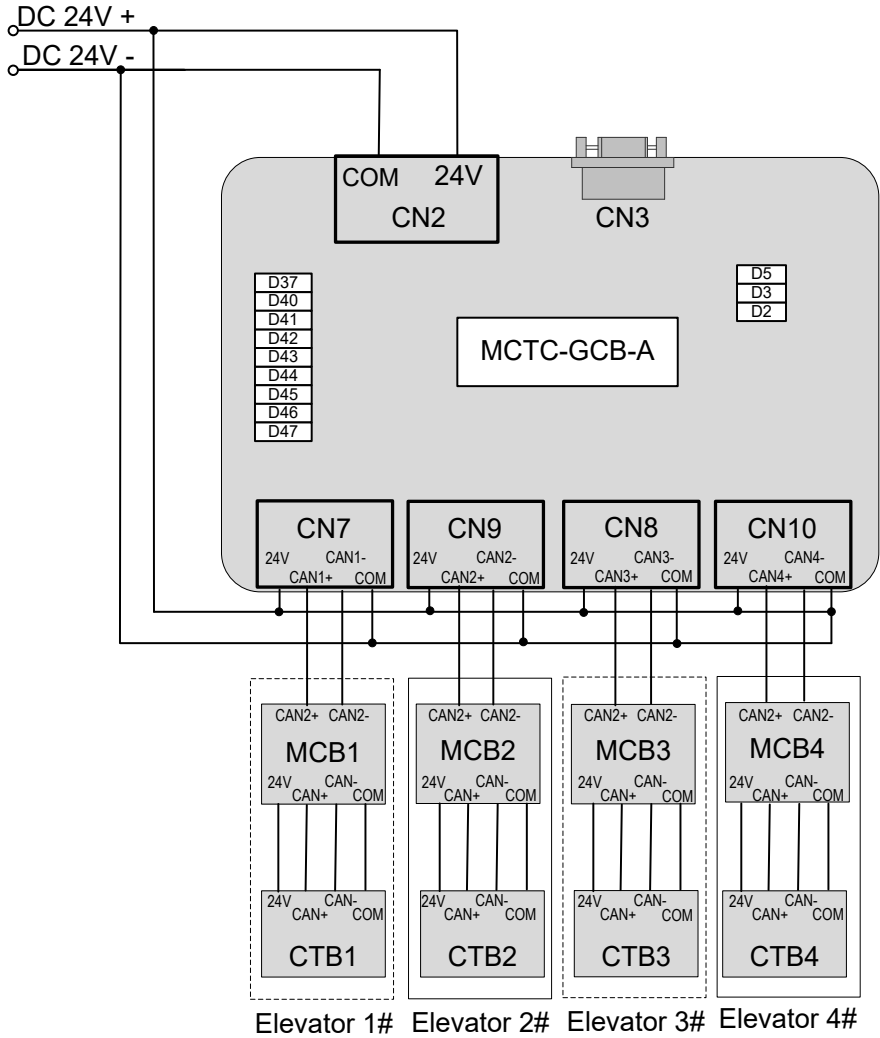 DC 24V +
DC 24V -
COM 24V
CN2
CN3
D37
D40
D41
D42
D43
D44
D45
D46
D47
D5
D3
D2
MCTC-GCB-A
CN7
24V CAN1-
CAN1+ COM
CN9
24V CAN2-
CAN2+ COM
CN8
24V CAN3-
CAN3+ COM
CN10
24V CAN4-
CAN4+ COM
CAN2+ CAN2-
MCB1
24V CAN-
CAN+ COM
CAN2+ CAN2-
MCB2
24V CAN-
CAN+ COM
CAN2+ CAN2-
MCB3
24V CAN-
CAN+ COM
CAN2+ CAN2-
MCB4
24V CAN-
CAN+ COM
24V CAN-
CAN+ COM
CTB1
24V CAN-
CAN+ COM
CTB2
24V CAN-
CAN+ COM
CTB3
24V CAN-
CAN+ COM
CTB4
Elevator 1#
Elevator 2#
Elevator 3#
Elevator 4#